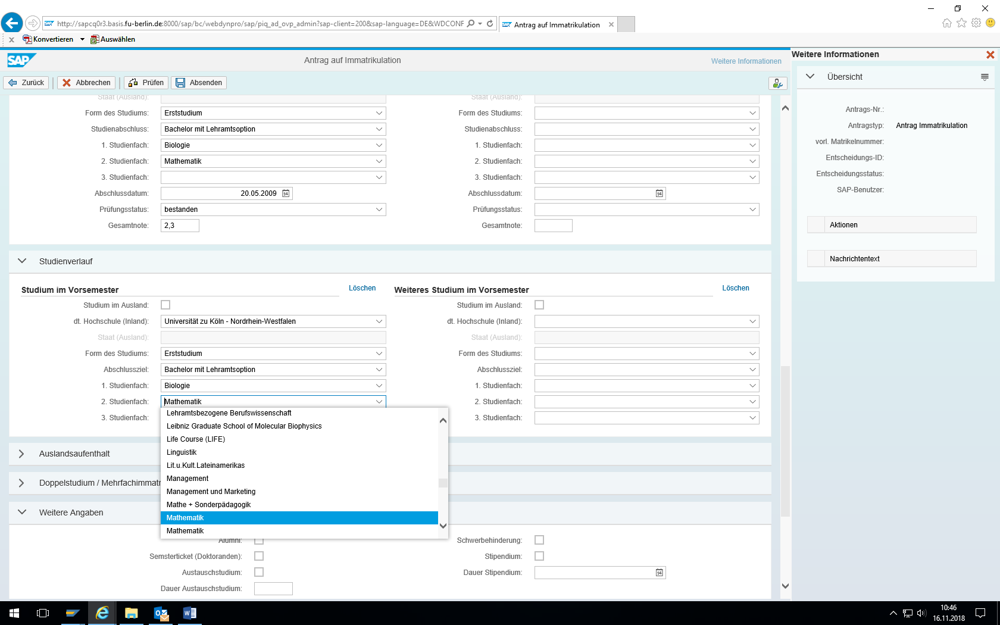 http://sapcq0r3.basis.fu-berlin.de:8000/sap/bc/webdynpro/sap/piq_ad_ovp_admin?sap-client=200&sap-language=DE&WDCONF
Antrag auf Immatrikulation
Konvertieren
Auswählen
SAP
Antrag auf Immatrikulation
Weitere Informationen
Zurück
Abbrechen
Prüfen
Absenden
Staat (Ausland):
Staat (Ausland):
Form des Studiums: Erststudium
Form des Studiums:
Studienabschluss: Bachelor mit Lehramtsoption
Studienabschluss:
1. Studienfach: Biologie
1. Studienfach:
2. Studienfach: Mathematik
2. Studienfach:
3. Studienfach:
3. Studienfach:
Abschlussdatum: 20.05.2009
Abschlussdatum:
Prüfungsstatus: bestanden
Prüfungsstatus:
Gesamtnote: 2,3
Gesamtnote:
Studienverlauf
Studium im Vorsemester
Löschen
Weiteres Studium im Vorsemester
Löschen
Studium im Ausland:
Studium im Ausland:
dt. Hochschule (Inland): Universität zu Köln - Nordrhein-Westfalen
dt. Hochschule (Inland):
Staat (Ausland):
Staat (Ausland):
Form des Studiums: Erststudium
Form des Studiums:
Abschlussziel: Bachelor mit Lehramtsoption
Abschlussziel:
1. Studienfach: Biologie
1. Studienfach:
2. Studienfach: Mathematik
2. Studienfach:
3. Studienfach:
3. Studienfach:
Lehramtsbezogene Berufswissenschaft
Leibniz Graduate School of Molecular Biophysics
Life Course (LIFE)
Linguistik
Lit.u.Kult.Lateinamerikas
Management
Management und Marketing
Mathe + Sonderpädagogik
Mathematik
Mathematik
Auslandsaufenthalt
Doppelstudium / Mehrfachimmatr
Weitere Angaben
Alumni:
Schwerbehinderung:
Semsterticket (Doktoranden):
Stipendium:
Austauschstudium:
Dauer Stipendium:
Dauer Austauschstudium:
Weitere Informationen
Übersicht
Antrags-Nr.:
Antragstyp: Antrag Immatrikulation
vorl. Matrikelnummer:
Entscheidungs-ID:
Entscheidungsstatus:
SAP-Benutzer:
Aktionen
Nachrichtentext
10:46
16.11.2018